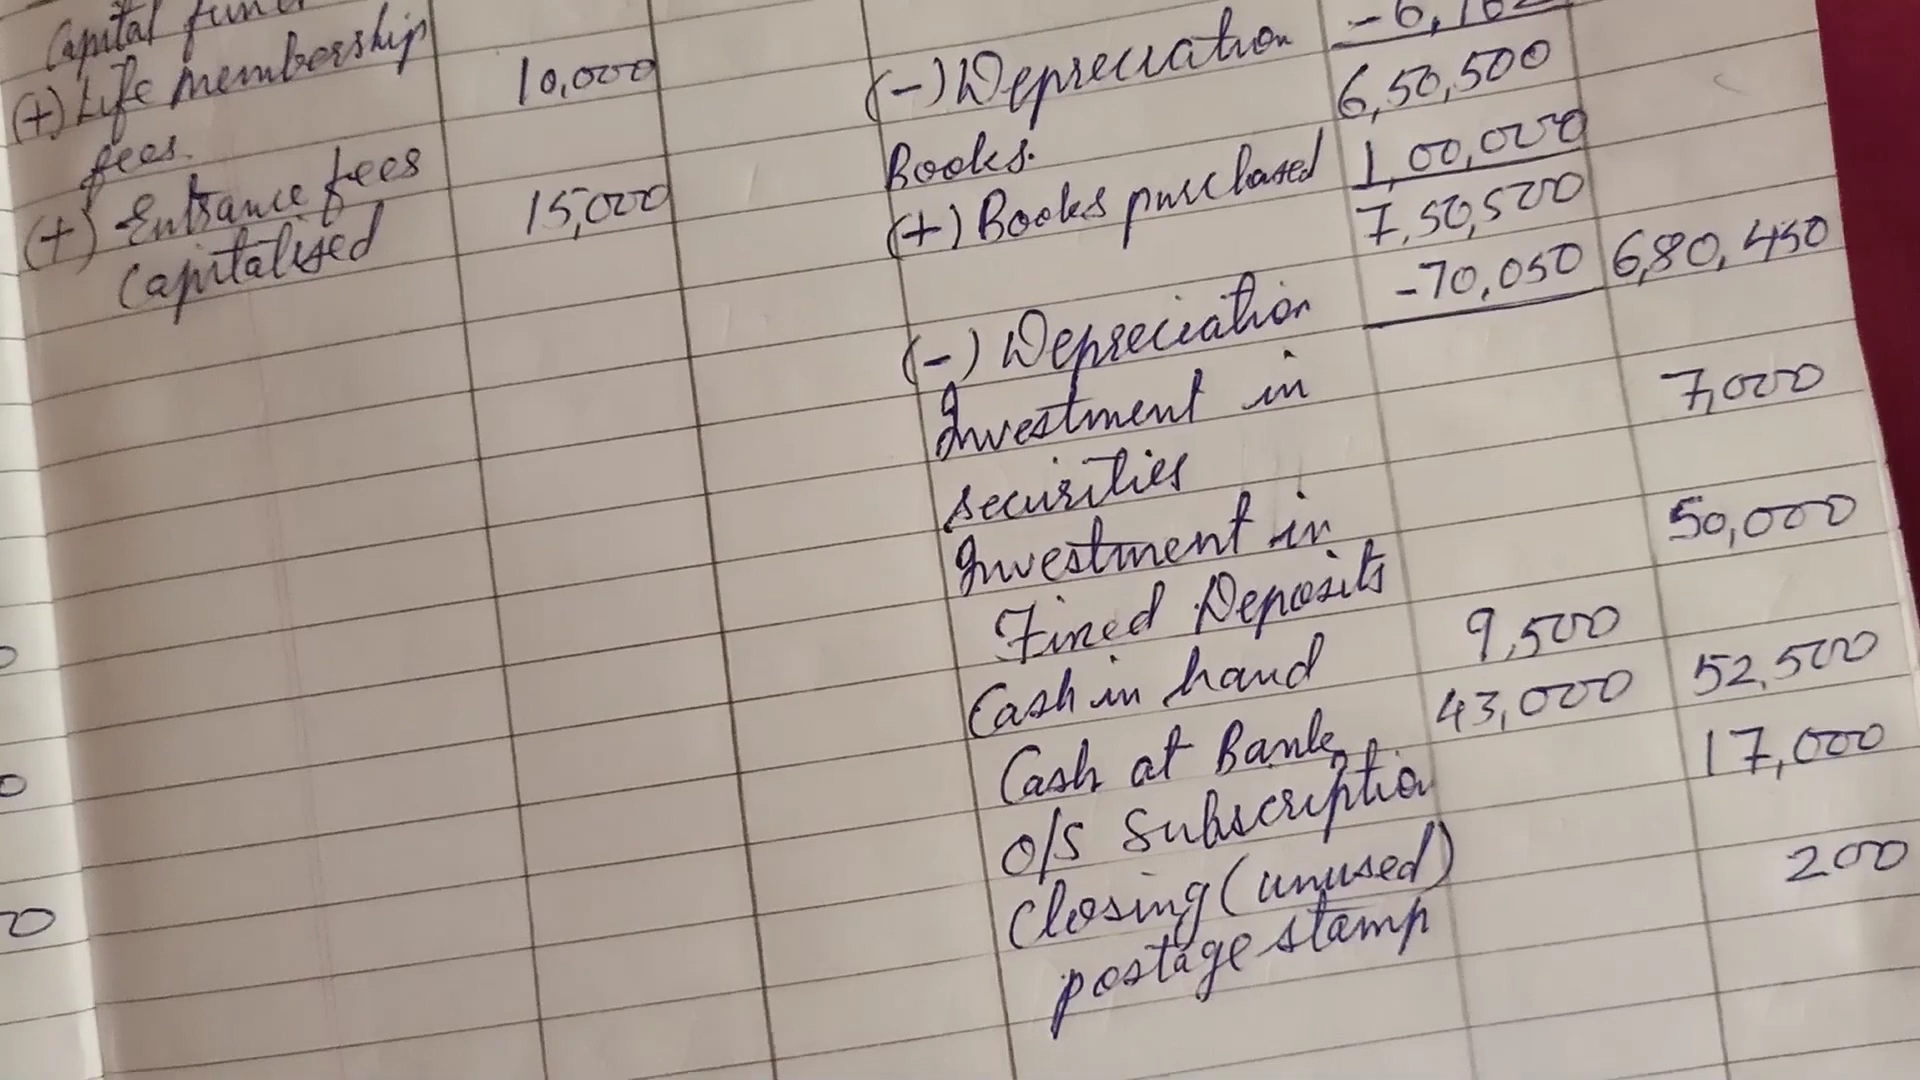 Capital fund
(+) Life membership 10,000
fees.
(+) Entrance fees 15,000
Capitalised
(-) Depreciation
Books. 6,50,500
(+) Books purchased 1,00,000
7,50,500
(-) Depreciation -70,050 6,80,450
Investment in 7,000
securities
Investment in 50,000
Fixed Deposits
Cash in hand 9,500
Cash at Bank 43,000 52,500
O/S Subscription 17,000
Closing (unused) 200
postage stamp